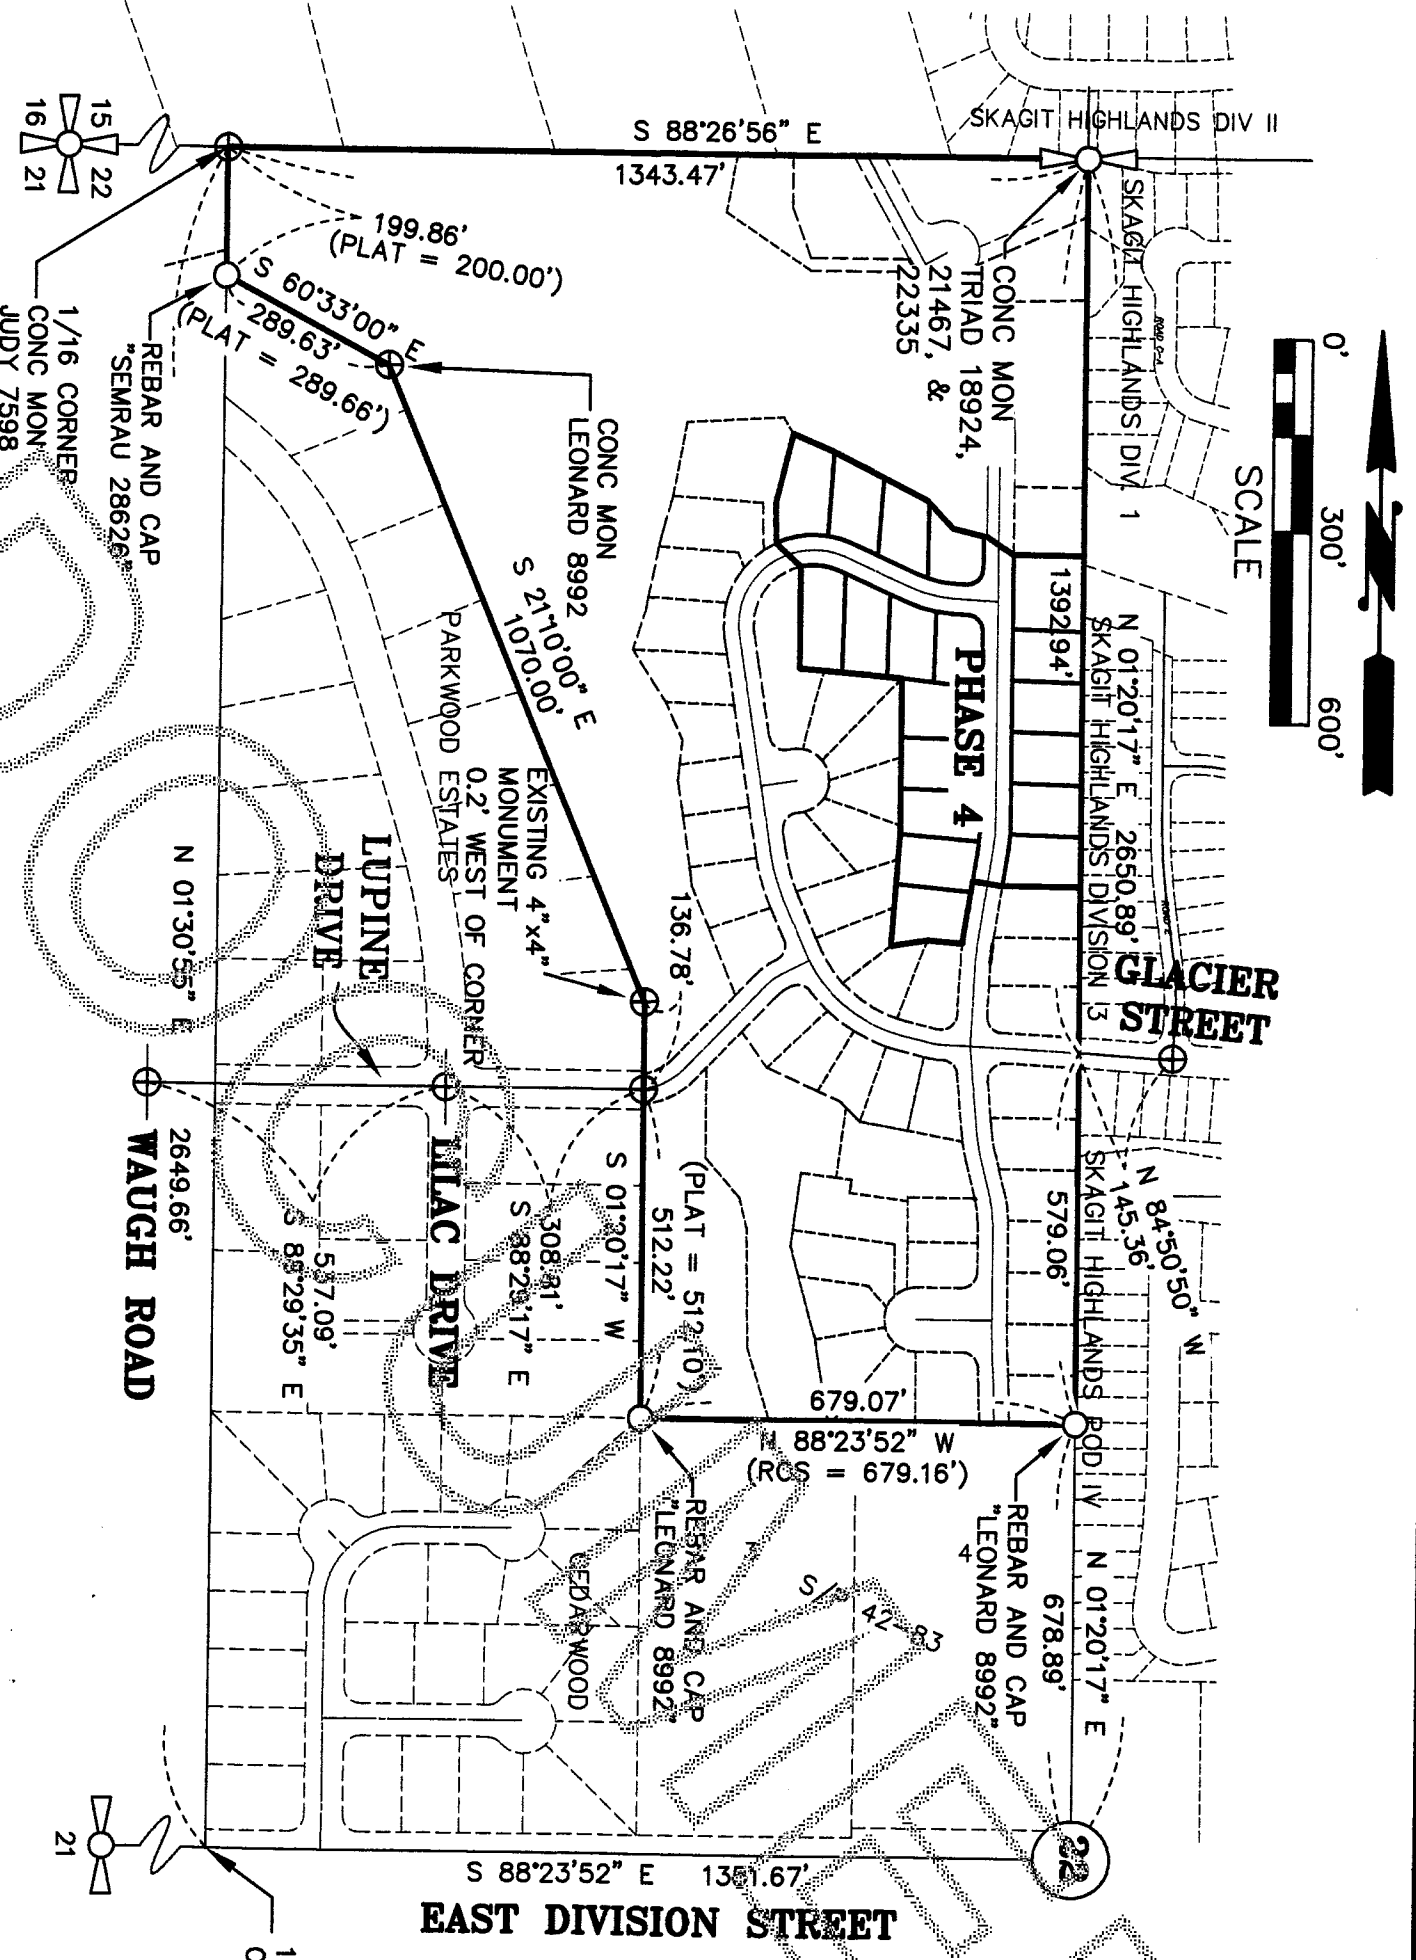 SKAGIT HIGHLANDS DIV II
S 88°26'56" E
1343.47'
15
22
16
21
199.86'
(PLAT = 200.00')
S 60°33'00" E
289.63'
(PLAT = 289.66')
1/16 CORNER
CONC MON
JUDY 7598
REBAR AND CAP
"SEMRAU 28626"
CONC MON
LEONARD 8992
CONC MON
TRIAD 18924,
21467, &
22335
SKAGIT HIGHLANDS DIV. 1
0'
300'
600'
SCALE
N 01°20'17" E 2650.89'
1392.94'
SKAGIT HIGHLANDS DIVISION 3
PHASE 4
S 21°10'00" E
1070.00'
PARKWOOD ESTATES
EXISTING 4"x4"
MONUMENT
0.2' WEST OF CORNER
136.78'
LUPINE
DRIVE
N 01°30'55" E
2649.66'
WAUGH ROAD
LILAC DRIVE
GLACIER
STREET
N 84°50'50" W
145.36'
579.06'
SKAGIT HIGHLANDS POD IV
(PLAT = 512.10')
512.22'
S 01°20'17" W
308.81'
S 88°29'17" E
S 88°29'35" E
679.07'
N 88°23'52" W
(ROS = 679.16')
REBAR AND CAP
"LEONARD 8992"
REBAR AND CAP
"LEONARD 8992"
4
N 01°20'17" E
678.89'
CEDARWOOD
22
21
S 88°23'52" E
EAST DIVISION STREET